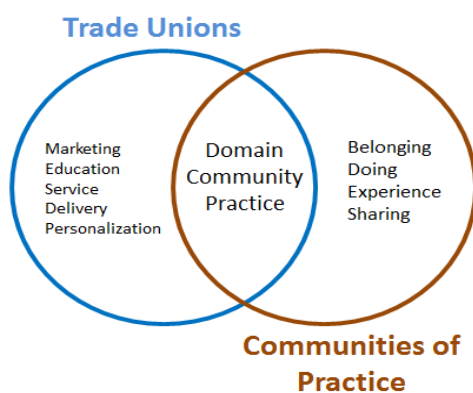 Trade Unions
Marketing
Education
Service
Delivery
Personalization
Domain
Community
Practice
Belonging
Doing
Experience
Sharing
Communities of
Practice